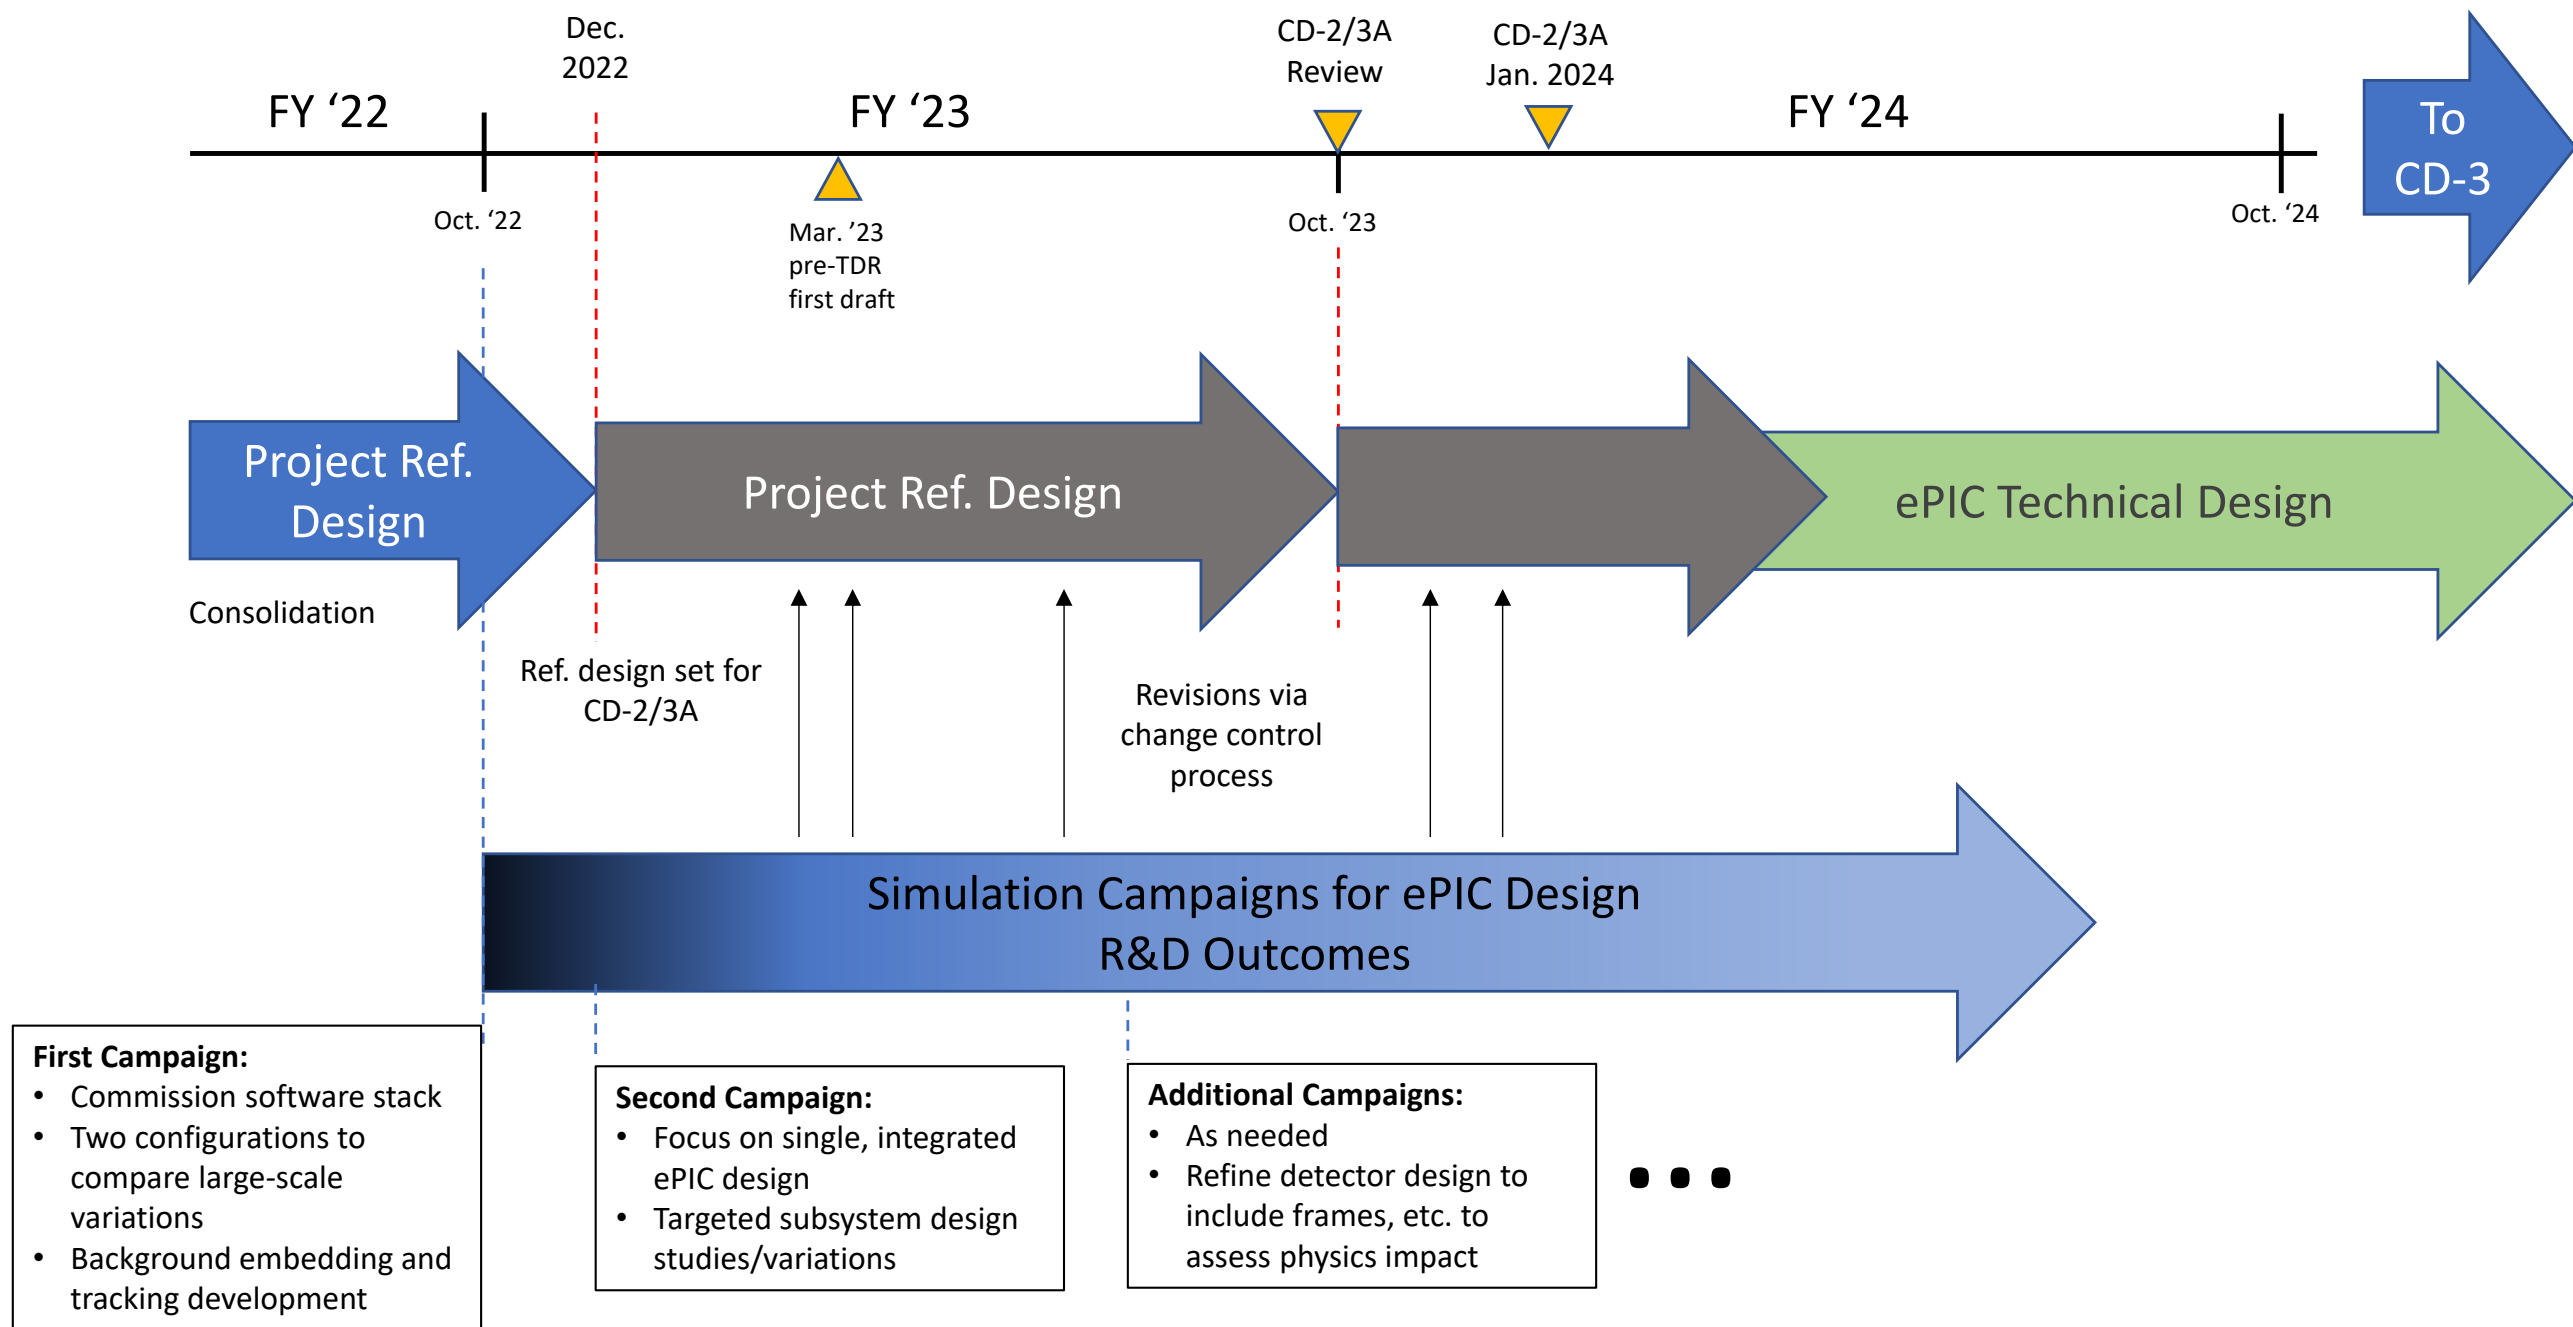 Dec.
2022
CD-2/3A
Review
CD-2/3A
Jan. 2024
FY ‘22
FY ‘23
FY ‘24
To
CD-3
Oct. ‘22
Mar. ’23
pre-TDR
first draft
Oct. ‘23
Oct. ‘24
Project Ref.
Design
Project Ref. Design
ePIC Technical Design
Consolidation
Ref. design set for
CD-2/3A
Revisions via
change control
process
Simulation Campaigns for ePIC Design
R&D Outcomes
First Campaign:
• Commission software stack
• Two configurations to
compare large-scale
variations
• Background embedding and
tracking development
Second Campaign:
• Focus on single, integrated
ePIC design
• Targeted subsystem design
studies/variations
Additional Campaigns:
• As needed
• Refine detector design to
include frames, etc. to
assess physics impact
...